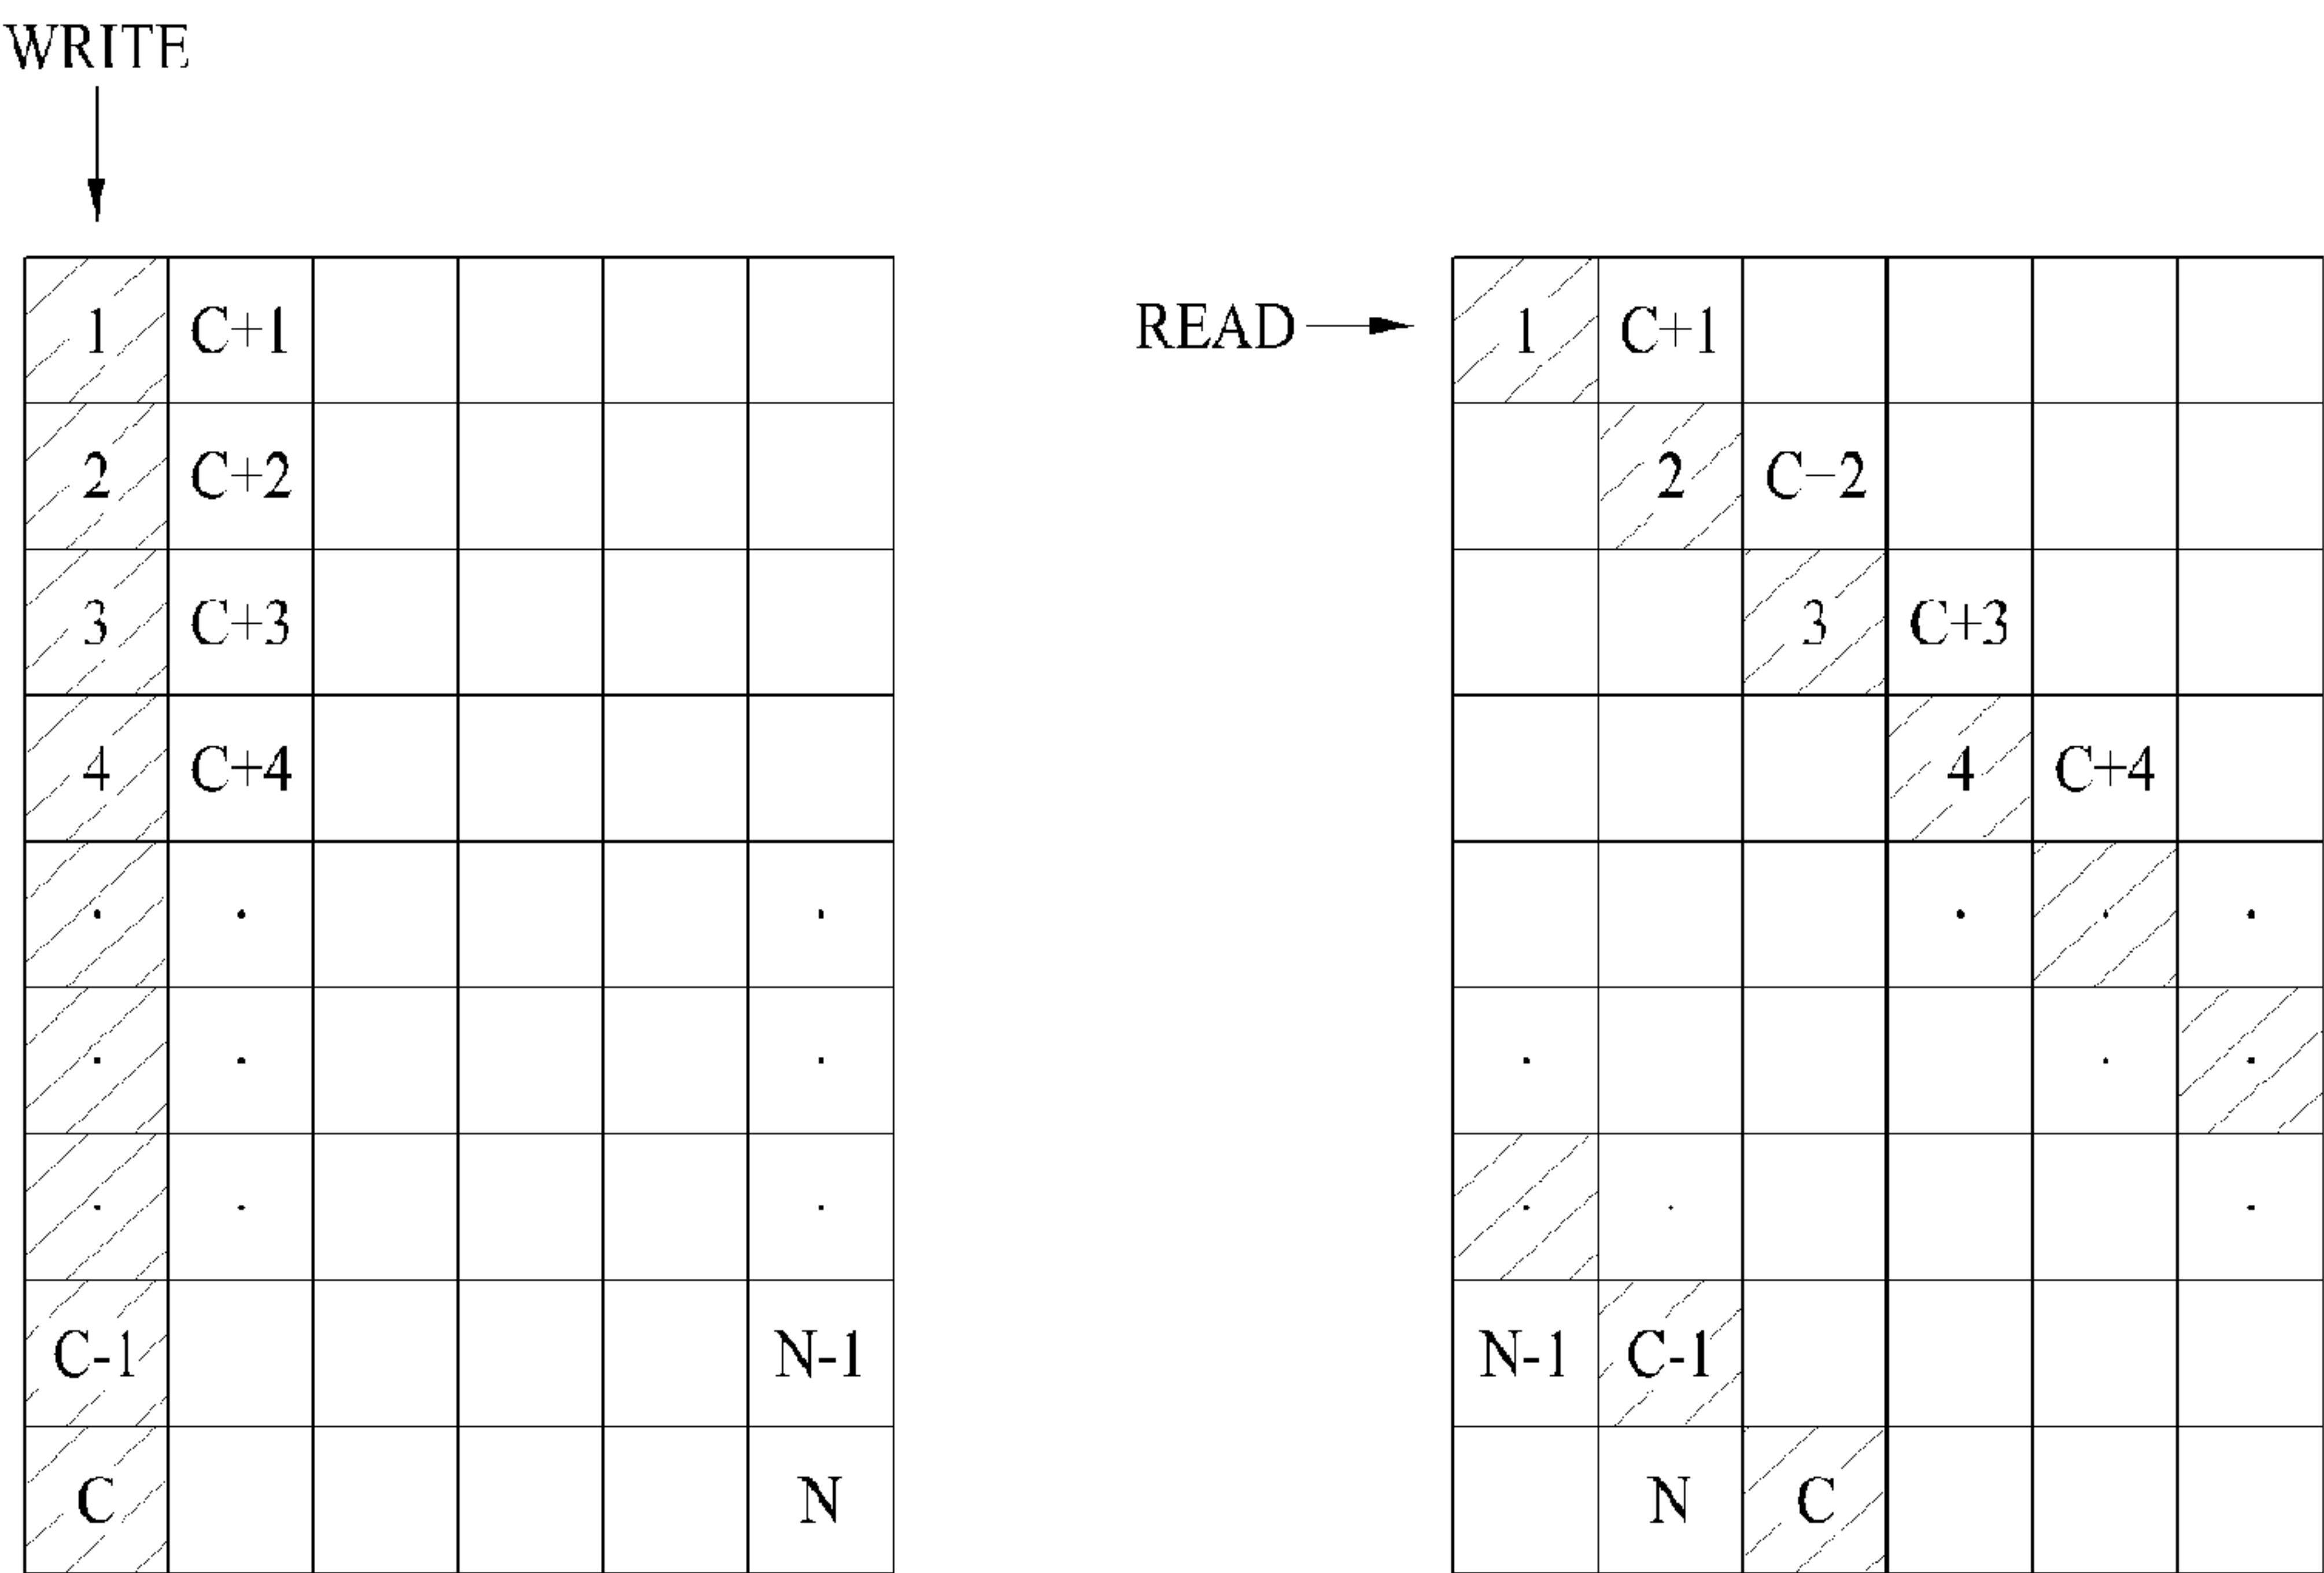 WRITE
1 C+1
2 C+2
3 C+3
4 C+4
C-1 N-1
C N
READ
1 C+1
2 C−2
3 C+3
4 C+4
N-1 C-1
N C